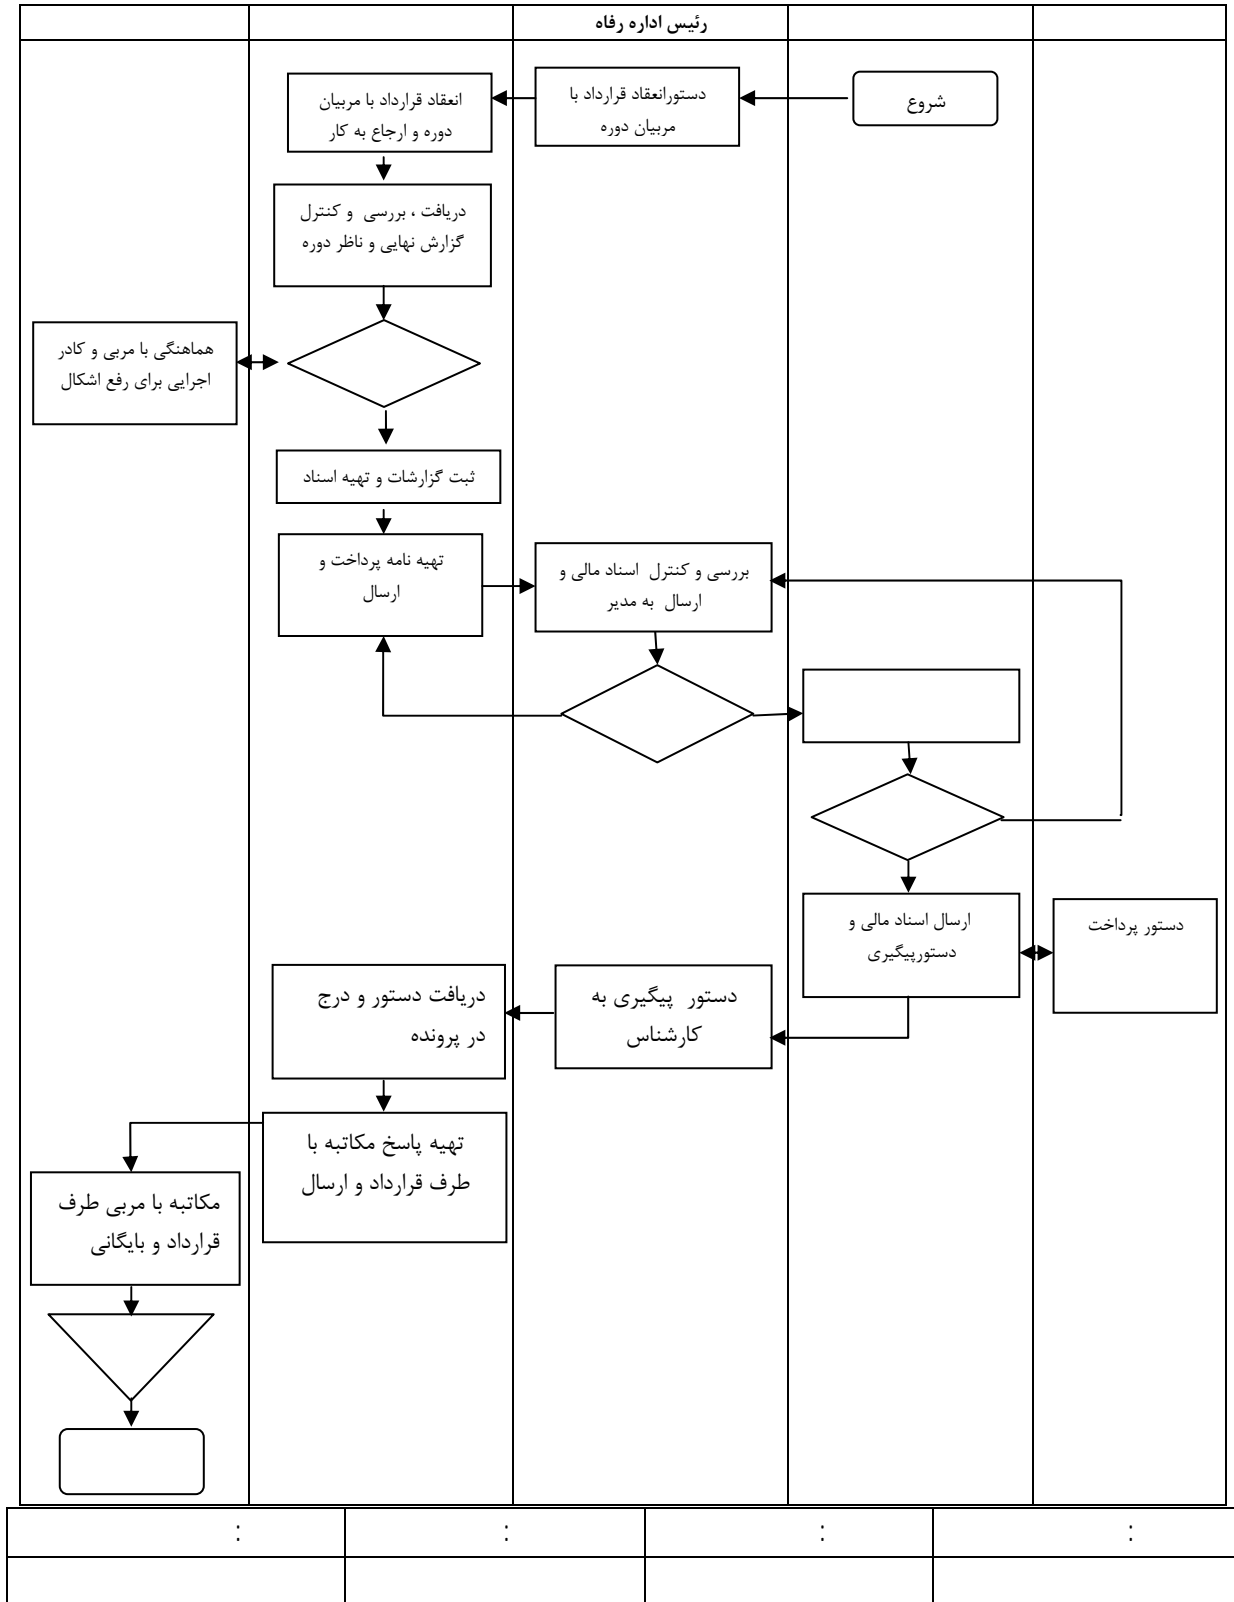 رئیس اداره رفاه
شروع
دستورانعقاد قرارداد با
مربیان دوره
انعقاد قرارداد با مربیان
دوره و ارجاع به کار
دریافت ، بررسی و کنترل
گزارش نهایی و ناظر دوره
هماهنگی با مربی و کادر
اجرایی برای رفع اشکال
ثبت گزارشات و تهیه اسناد
تهیه نامه پرداخت و
ارسال
بررسی و کنترل اسناد مالی و
ارسال به مدیر
ارسال اسناد مالی و
دستورپیگیری
دستور پرداخت
دستور پیگیری به
کارشناس
دریافت دستور و درج
در پرونده
تهیه پاسخ مکاتبه با
طرف قرارداد و ارسال
مکاتبه با مربی طرف
قرارداد و بایگانی
:
:
:
: